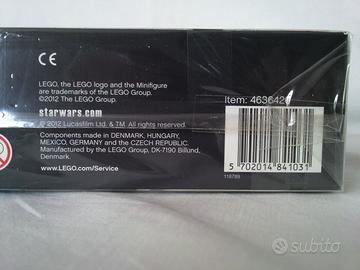 CE
LEGO, the LEGO logo and the Minifigure
are trademarks of the LEGO Group.
©2012 The LEGO Group.
starwars.com
© 2012 Lucasfilm Ltd. & TM. All rights reserved.
Components made in DENMARK, HUNGARY,
MEXICO, GERMANY and the CZECH REPUBLIC.
Manufactured by the LEGO Group, DK-7190 Billund,
Denmark.
www.LEGO.com/Service
Item: 4636420
5 702014 841031
118789
subito